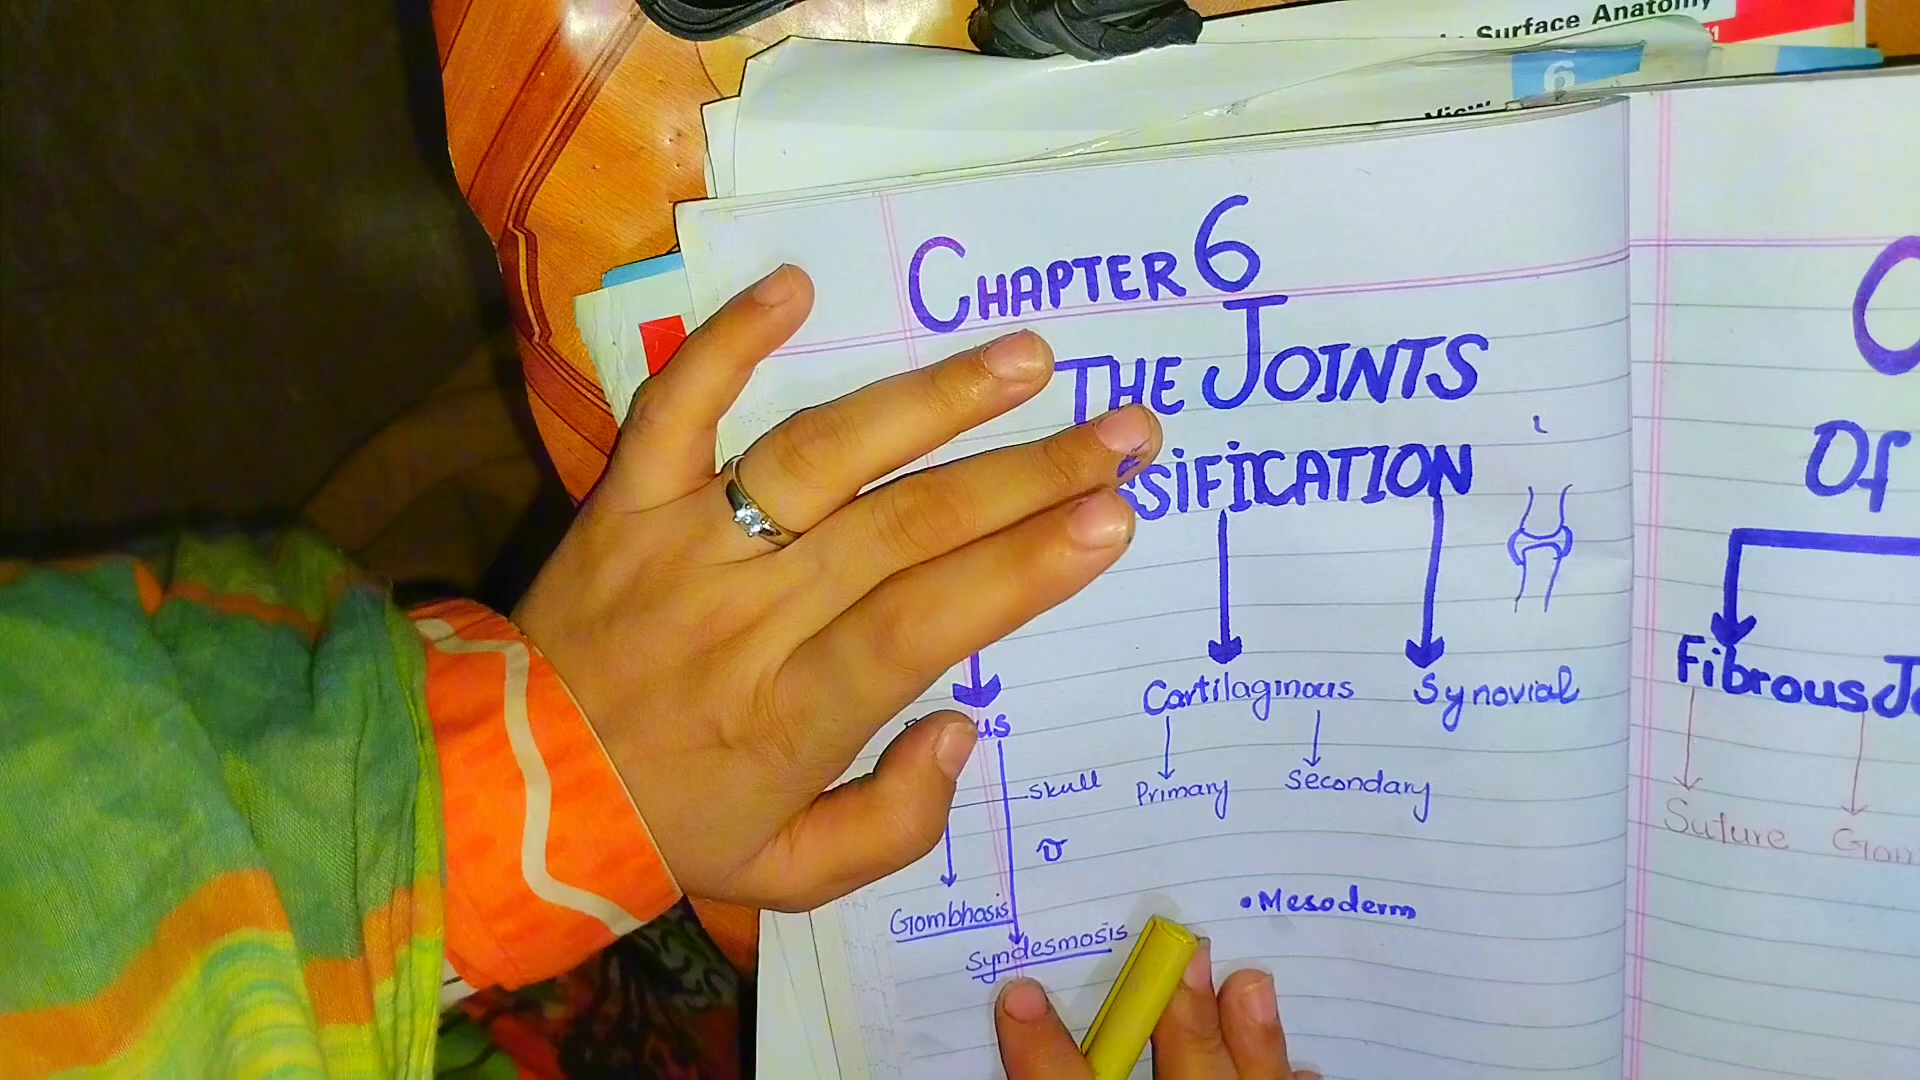 Surface Anatomy
6
View
CHAPTER 6
THE JOINTS
SSIFICATION
Cartilaginous
Synovial
us
Skull
Primary
Secondary
Gombhosis
Syndesmosis
• Mesoderm
Of
Fibrous
Suture